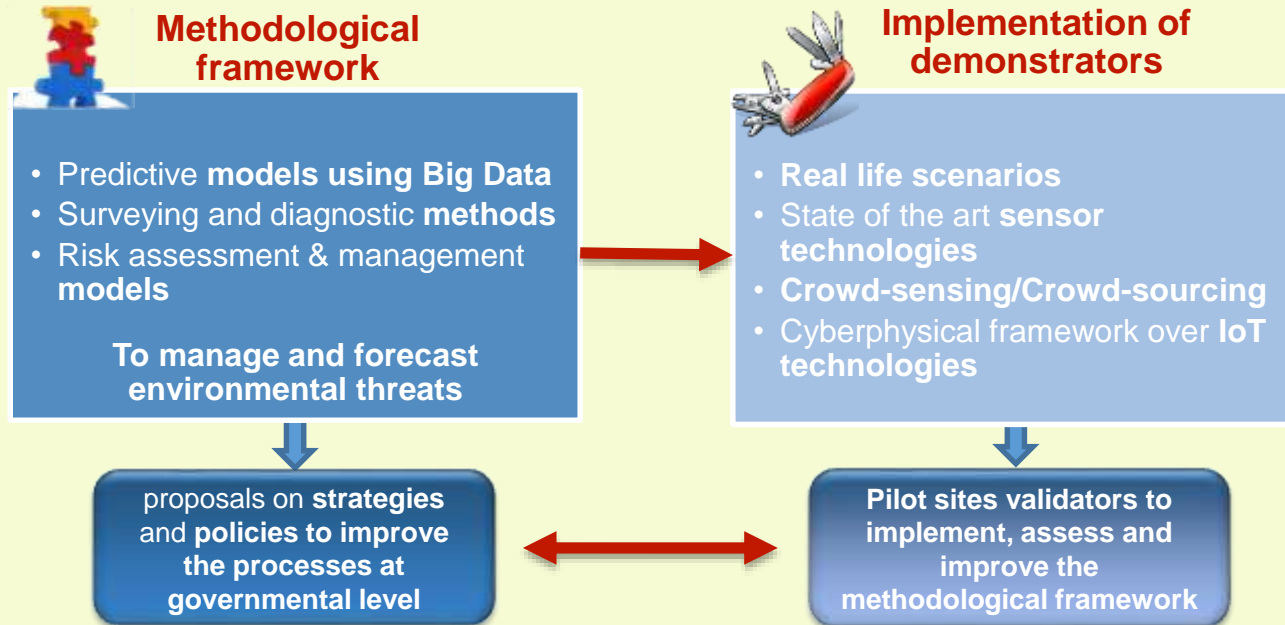 Methodological
framework
• Predictive models using Big Data
• Surveying and diagnostic methods
• Risk assessment & management
models
To manage and forecast
environmental threats
proposals on strategies
and policies to improve
the processes at
governmental level
Implementation of
demonstrators
• Real life scenarios
• State of the art sensor
technologies
• Crowd-sensing/Crowd-sourcing
• Cyberphysical framework over IoT
technologies
Pilot sites validators to
implement, assess and
improve the
methodological framework